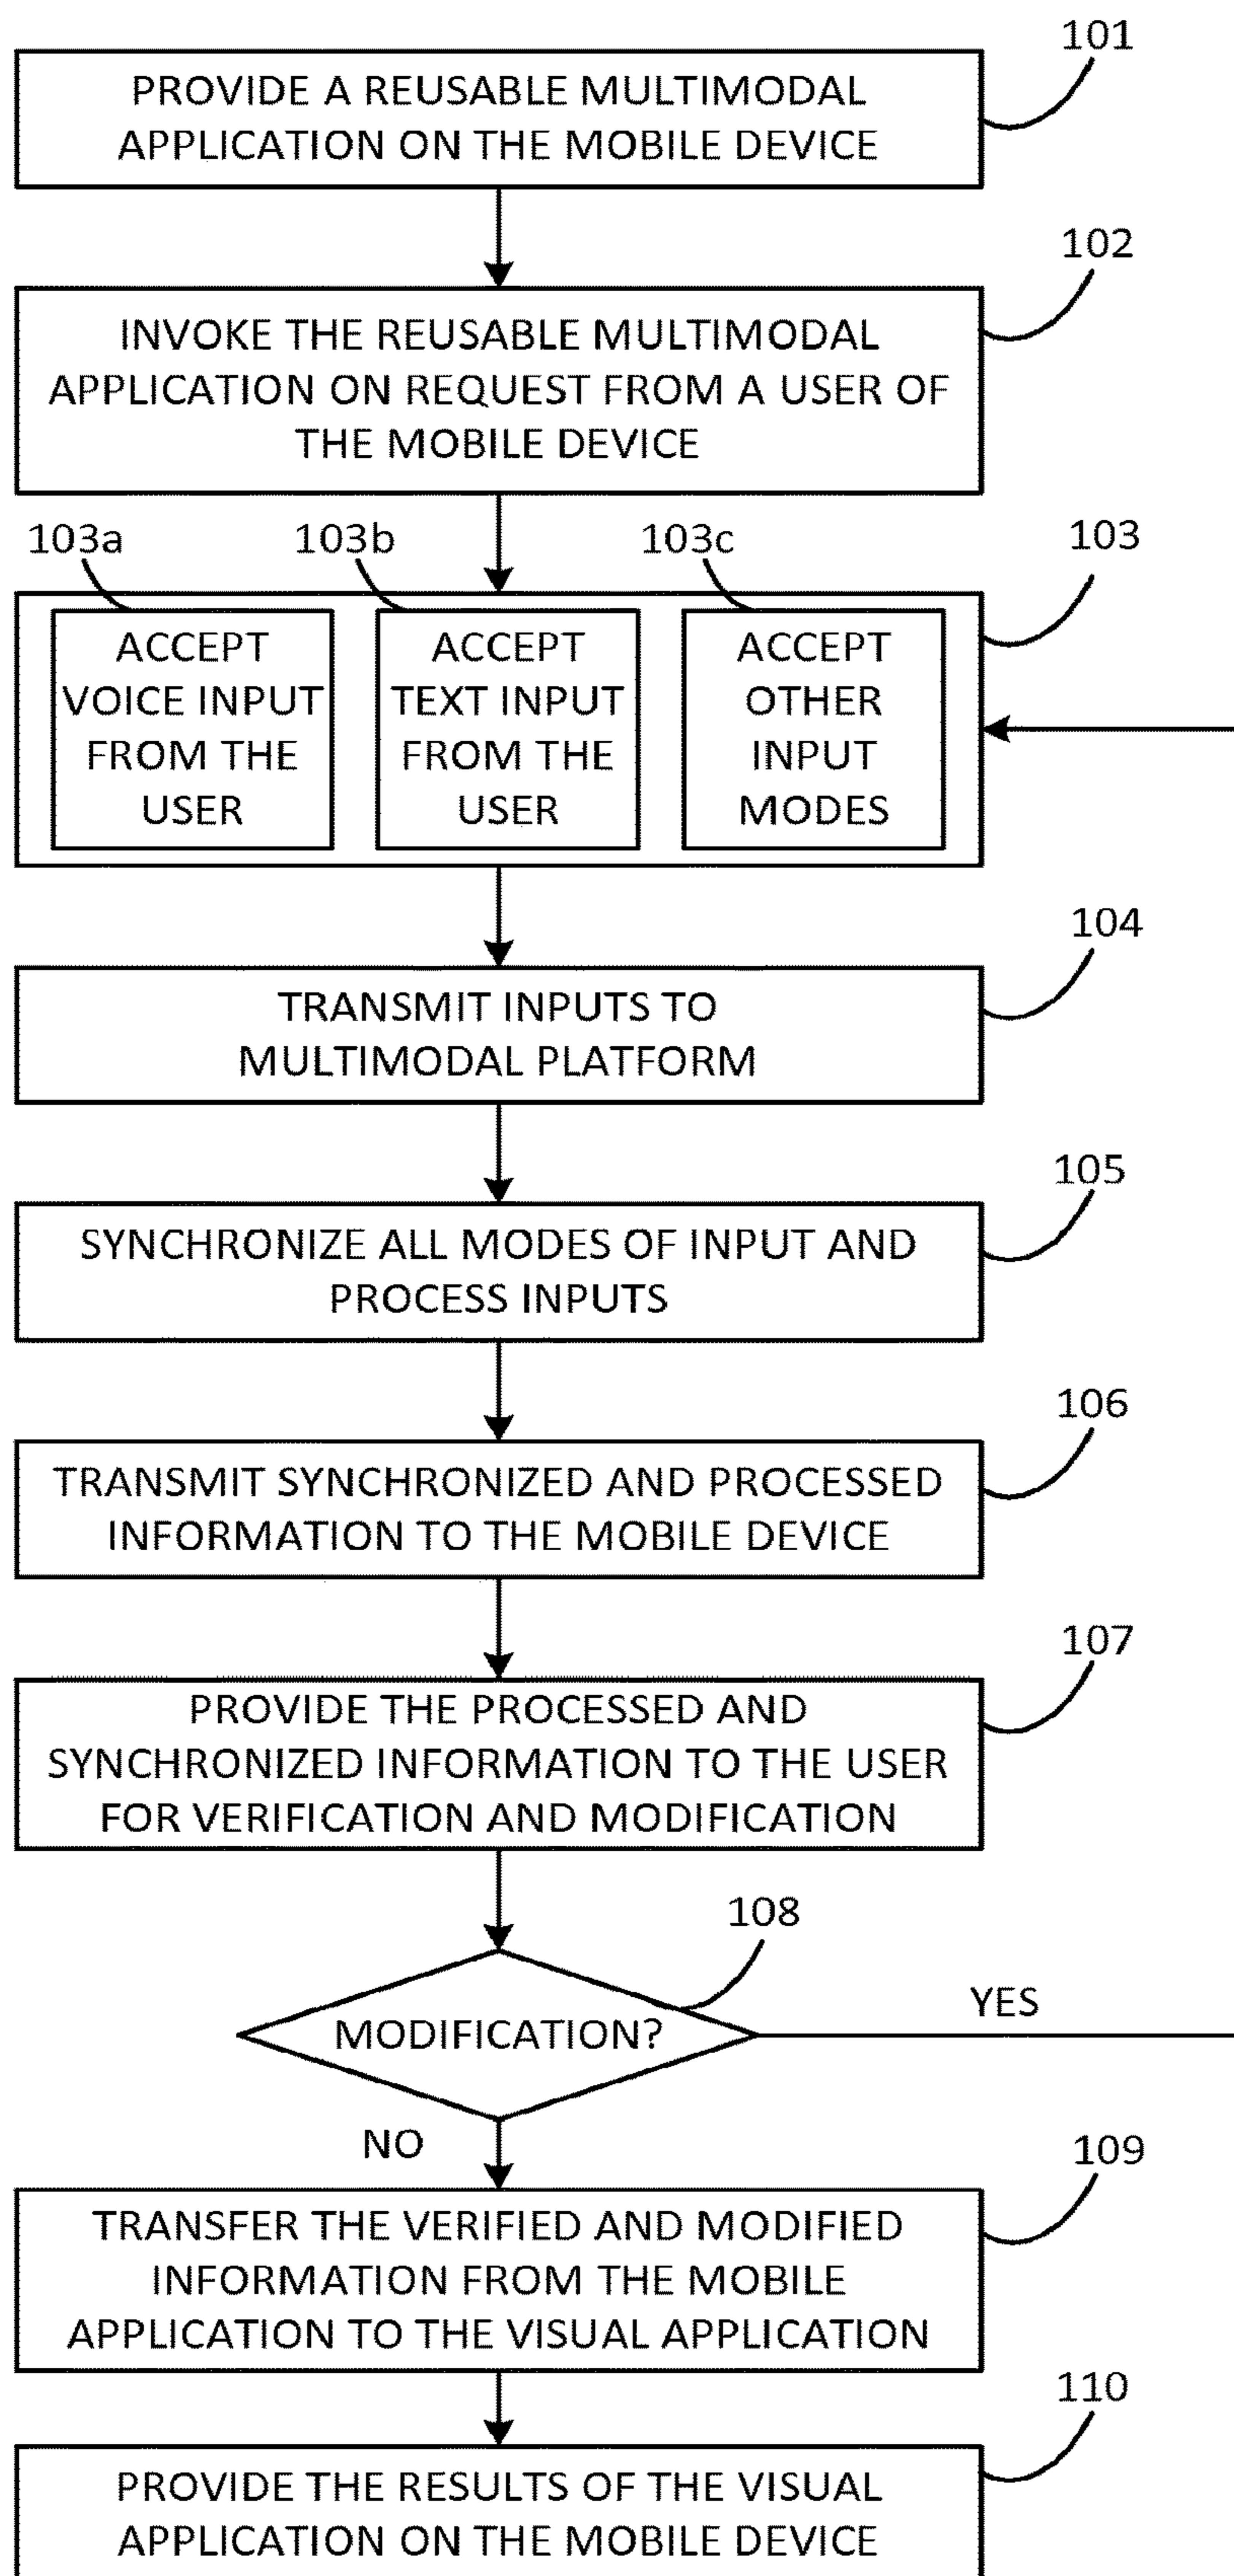 101
PROVIDE A REUSABLE MULTIMODAL
APPLICATION ON THE MOBILE DEVICE
102
INVOKE THE REUSABLE MULTIMODAL
APPLICATION ON REQUEST FROM A USER OF
THE MOBILE DEVICE
103a
103b
103c
103
ACCEPT
VOICE INPUT
FROM THE
USER
ACCEPT
TEXT INPUT
FROM THE
USER
ACCEPT
OTHER
INPUT
MODES
104
TRANSMIT INPUTS TO
MULTIMODAL PLATFORM
105
SYNCHRONIZE ALL MODES OF INPUT AND
PROCESS INPUTS
106
TRANSMIT SYNCHRONIZED AND PROCESSED
INFORMATION TO THE MOBILE DEVICE
107
PROVIDE THE PROCESSED AND
SYNCHRONIZED INFORMATION TO THE USER
FOR VERIFICATION AND MODIFICATION
108
MODIFICATION?
YES
NO
109
TRANSFER THE VERIFIED AND MODIFIED
INFORMATION FROM THE MOBILE
APPLICATION TO THE VISUAL APPLICATION
110
PROVIDE THE RESULTS OF THE VISUAL
APPLICATION ON THE MOBILE DEVICE